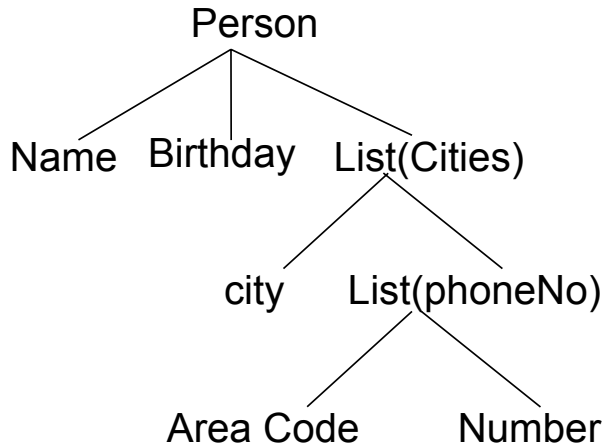 Person
Name Birthday List(Cities)
city List(phoneNo)
Area Code Number